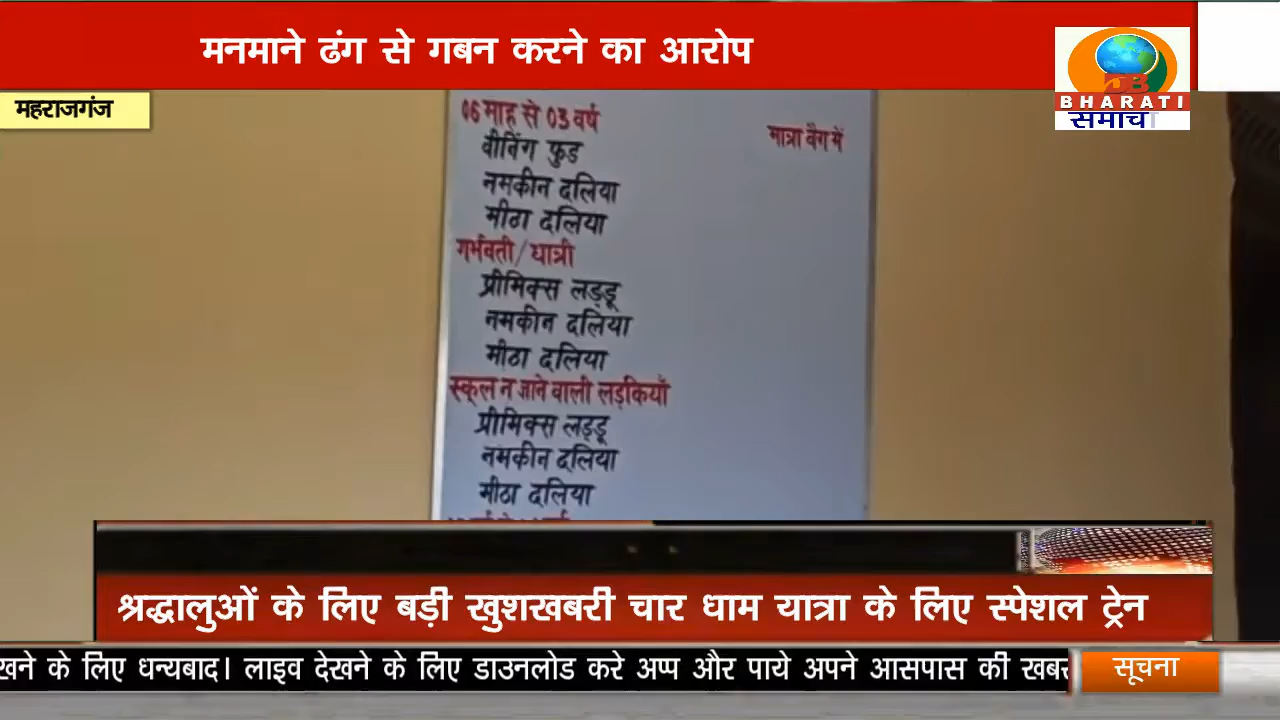 मनमाने ढंग से गबन करने का आरोप
महराजगंज
BHARATI
समाच
06 माह से 03 वर्ष
मात्रा बैग में
वीनिंग फुड
नमकीन दलिया
मीठा दलिया
गर्भवती/धात्री
प्रीमिक्स लड्डू
नमकीन दलिया
मीठा दलिया
स्कूल न जाने वाली लड़कियाँ
प्रीमिक्स लड्डू
नमकीन दलिया
मीठा दलिया
श्रद्धालुओं के लिए बड़ी खुशखबरी चार धाम यात्रा के लिए स्पेशल ट्रेन
खने के लिए धन्यबाद। लाइव देखने के लिए डाउनलोड करे अप्प और पाये अपने आसपास की खबर
सूचना